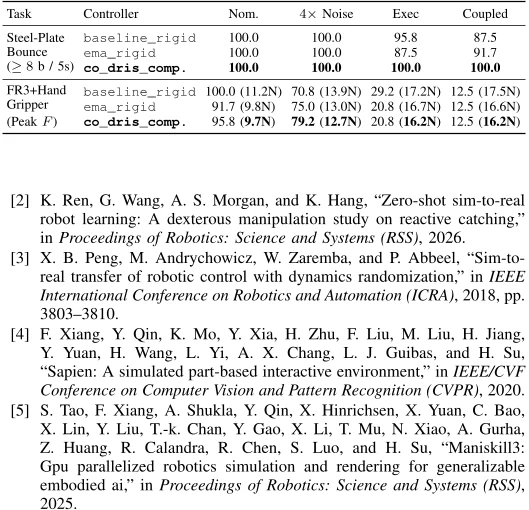 Task Controller Nom. 4× Noise Exec Coupled
Steel-Plate baseline_rigid 100.0 100.0 95.8 87.5
Bounce ema_rigid 100.0 100.0 87.5 91.7
(≥ 8 b / 5s) co_dris_comp. 100.0 100.0 100.0 100.0
FR3+Hand baseline_rigid 100.0 (11.2N) 70.8 (13.9N) 29.2 (17.2N) 12.5 (17.5N)
Gripper ema_rigid 91.7 (9.8N) 75.0 (13.0N) 20.8 (16.7N) 12.5 (16.6N)
(Peak F) co_dris_comp. 95.8 (9.7N) 79.2 (12.7N) 20.8 (16.2N) 12.5 (16.2N)
[2] K. Ren, G. Wang, A. S. Morgan, and K. Hang, “Zero-shot sim-to-real
robot learning: A dexterous manipulation study on reactive catching,”
in Proceedings of Robotics: Science and Systems (RSS), 2026.
[3] X. B. Peng, M. Andrychowicz, W. Zaremba, and P. Abbeel, “Sim-to-
real transfer of robotic control with dynamics randomization,” in IEEE
International Conference on Robotics and Automation (ICRA), 2018, pp.
3803–3810.
[4] F. Xiang, Y. Qin, K. Mo, Y. Xia, H. Zhu, F. Liu, M. Liu, H. Jiang,
Y. Yuan, H. Wang, L. Yi, A. X. Chang, L. J. Guibas, and H. Su,
“Sapien: A simulated part-based interactive environment,” in IEEE/CVF
Conference on Computer Vision and Pattern Recognition (CVPR), 2020.
[5] S. Tao, F. Xiang, A. Shukla, Y. Qin, X. Hinrichsen, X. Yuan, C. Bao,
X. Lin, Y. Liu, T.-k. Chan, Y. Gao, X. Li, T. Mu, N. Xiao, A. Gurha,
Z. Huang, R. Calandra, R. Chen, S. Luo, and H. Su, “Maniskill3:
Gpu parallelized robotics simulation and rendering for generalizable
embodied ai,” in Proceedings of Robotics: Science and Systems (RSS),
2025.